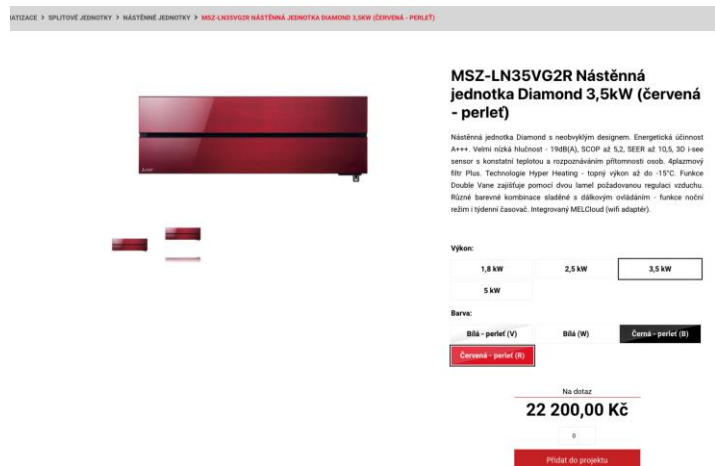 ATIZACE > SPLITOVÉ JEDNOTKY > NÁSTĚNNÉ JEDNOTKY > MSZ-LN35VG2R NÁSTĚNNÁ JEDNOTKA DIAMOND 3,5KW (ČERVENÁ - PERLEŤ)
MSZ-LN35VG2R Nástěnná
jednotka Diamond 3,5kW (červená
- perleť)
Nástěnná jednotka Diamond s neobvyklým designem. Energetická účinnost
A+++. Velmi nízká hlučnost - 19dB(A), SCOP až 5,2, SEER až 10,5, 3D i-see
sensor s konstatní teplotou a rozpoznáváním přítomnosti osob. 4plazmový
filtr Plus. Technologie Hyper Heating - topný výkon až do -15°C. Funkce
Double Vane zajišťuje pomocí dvou lamel požadovanou regulaci vzduchu.
Různé barevné kombinace sladěné s dálkovým ovládáním - funkce noční
režim i týdenní časovač. Integrovaný MELCloud (wifi adaptér).
Výkon:
1,8 kW 2,5 kW 3,5 kW
5 kW
Barva:
Bílá - perleť (V) Bílá (W) Černá - perleť (B)
Červená - perleť (R)
Na dotaz
22 200,00 Kč
0
Přidat do projektu